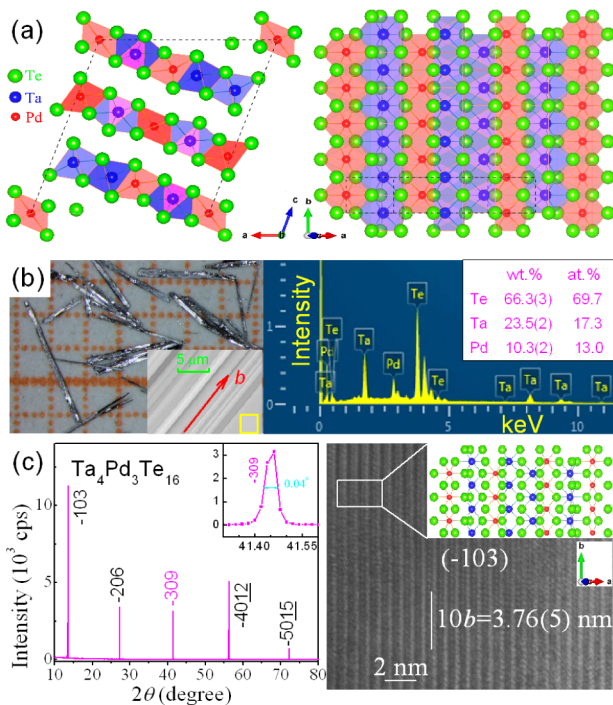 (a)
Te
Ta
Pd
c
a
b
b
a
(b)
5 μm
b
Intensity
1
0
Te
Te
Pd
Ta
Ta
Pd
Te
Ta
Ta
Ta
Ta
0
5
keV
10
wt.% at.%
Te 66.3(3) 69.7
Ta 23.5(2) 17.3
Pd 10.3(2) 13.0
(c)
Ta4Pd3Te16
Intensity (10³ cps)
10
5
0
-103
-206
-309
-4012
-5015
10 20 30 40 50 60 70 80
2θ (degree)
3
2
1
0
-309
0.04°
41.40 41.55
(-103)
b
a
10b=3.76(5) nm
2 nm